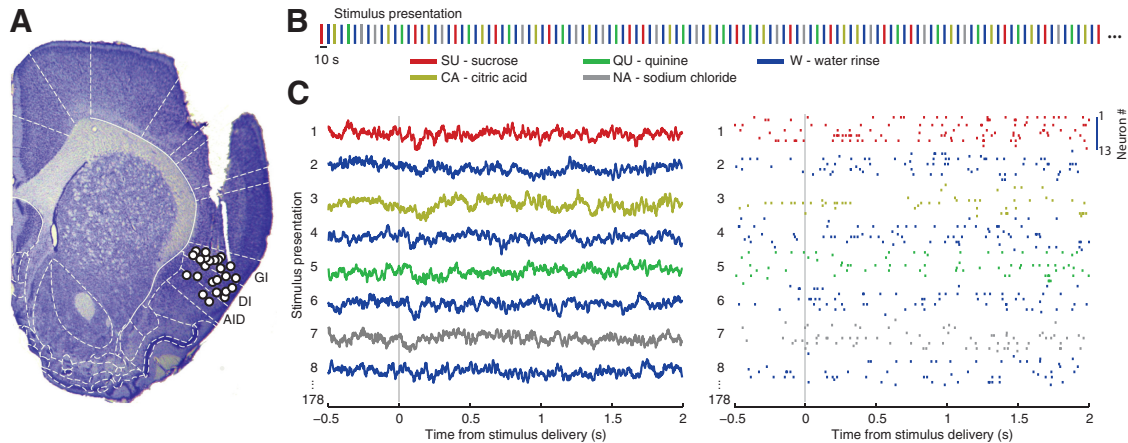 A
GI
DI
AID
B
Stimulus presentation
...
10 s
SU - sucrose
QU - quinine
W - water rinse
CA - citric acid
NA - sodium chloride
C
Stimulus presentation
1
2
3
4
5
6
7
8
...
178
−0.5 0 0.5 1 1.5 2
Time from stimulus delivery (s)
1
2
3
4
5
6
7
8
...
178
1
13
Neuron #
−0.5 0 0.5 1 1.5 2
Time from stimulus delivery (s)